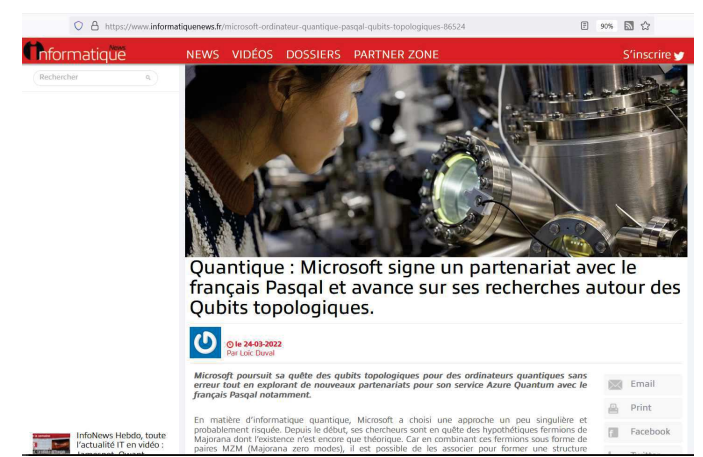 https://www.informatiquenews.fr/microsoft-ordinateur-quantique-pasqal-qubits-topologiques-86524
90%
informatique News
NEWS VIDÉOS DOSSIERS PARTNER ZONE
S'inscrire
Rechercher
Quantique : Microsoft signe un partenariat avec le
français Pasqal et avance sur ses recherches autour des
Qubits topologiques.
le 24-03-2022
Par Loïc Duval
Microsoft poursuit sa quête des qubits topologiques pour des ordinateurs quantiques sans
erreur tout en explorant de nouveaux partenariats pour son service Azure Quantum avec le
français Pasqal notamment.
En matière d'informatique quantique, Microsoft a choisi une approche un peu singulière et
probablement risquée. Depuis le début, ses chercheurs sont en quête des hypothétiques fermions de
Majorana dont l'existence n'est encore que théorique. Car en combinant ces fermions sous forme de
paires MZM (Majorana zero modes), il est possible de les associer pour former une structure
Email
Print
Facebook
InfoNews Hebdo, toute
l'actualité IT en vidéo :